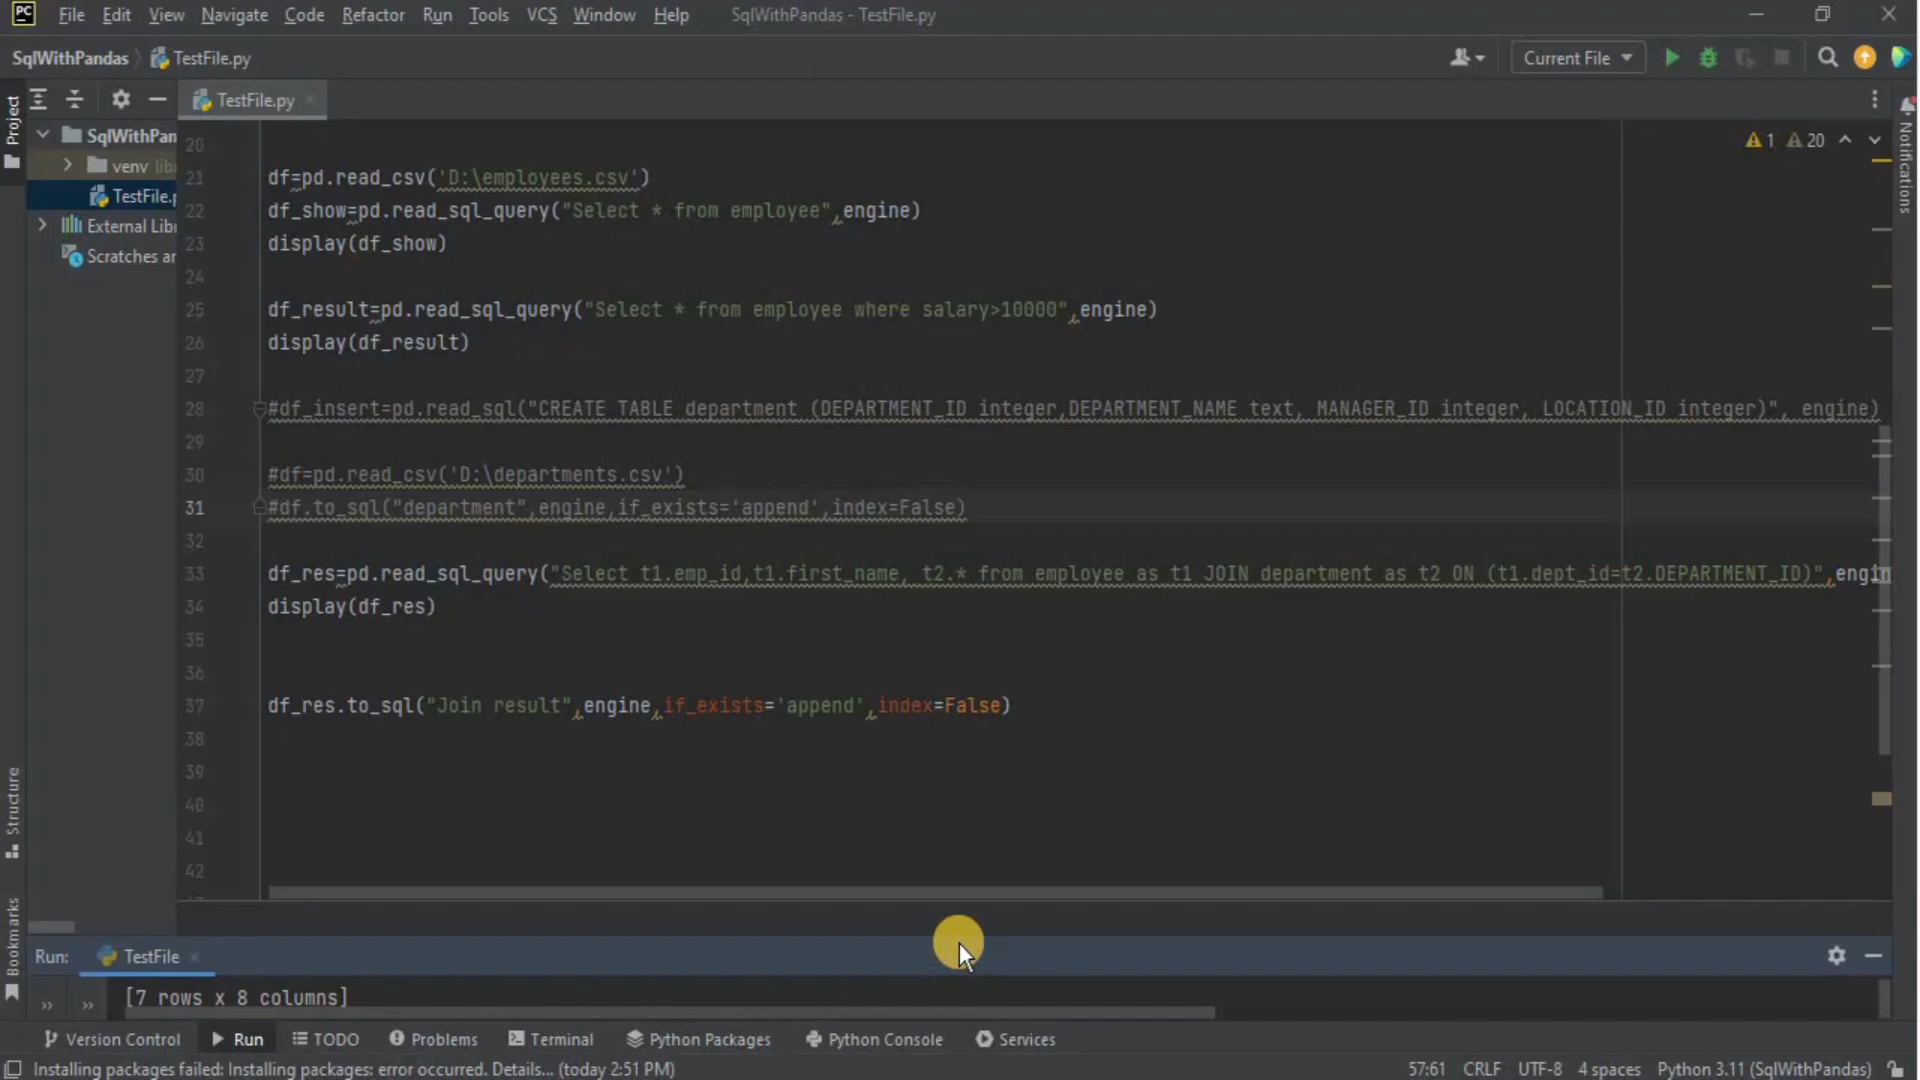 PC File Edit View Navigate Code Refactor Run Tools VCS Window Help SqlWithPandas - TestFile.py
SqlWithPandas TestFile.py Current File
Project TestFile.py
Notifications
SqlWithPan
venv lib
TestFile.p
External Lib
Scratches ar
1 20
20
21 df=pd.read_csv('D:\employees.csv')
22 df_show=pd.read_sql_query("Select * from employee",engine)
23 display(df_show)
24
25 df_result=pd.read_sql_query("Select * from employee where salary>10000",engine)
26 display(df_result)
27
28 #df_insert=pd.read_sql("CREATE TABLE department (DEPARTMENT_ID integer,DEPARTMENT_NAME text, MANAGER_ID integer, LOCATION_ID integer)", engine)
29
30 #df=pd.read_csv('D:\departments.csv')
31 #df.to_sql("department",engine,if_exists='append',index=False)
32
33 df_res=pd.read_sql_query("Select t1.emp_id,t1.first_name, t2.* from employee as t1 JOIN department as t2 ON (t1.dept_id=t2.DEPARTMENT_ID)",engin
34 display(df_res)
35
36
37 df_res.to_sql("Join result",engine,if_exists='append',index=False)
38
39
40
41
42
Structure
Bookmarks
Run: TestFile
>> >> [7 rows x 8 columns]
Version Control Run TODO Problems Terminal Python Packages Python Console Services
Installing packages failed: Installing packages: error occurred. Details... (today 2:51 PM) 57:61 CRLF UTF-8 4 spaces Python 3.11 (SqlWithPandas)